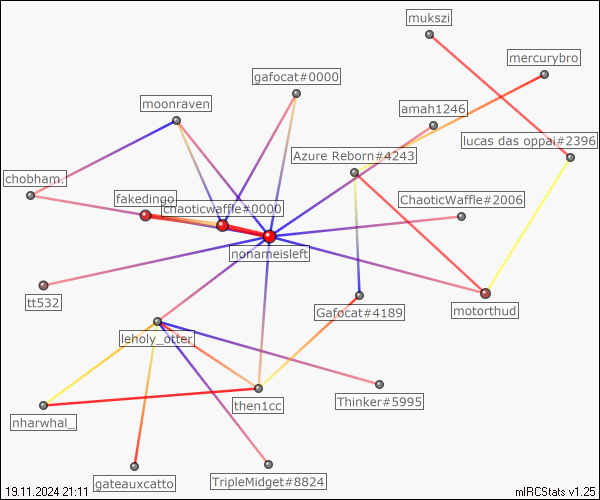 mukszi
mercurybro
gafocat#0000
moonraven
amah1246
lucas das oppai#2396
Azure Reborn#4243
chobham.
fakedingo
chaoticwaffle#0000
ChaoticWaffle#2006
nonameisleft
tt532
Gafocat#4189
motorthud
leholy_otter
Thinker#5995
then1cc
nharwhal_
gateauxcatto
TripleMidget#8824
19.11.2024 21:11
mIRCStats v1.25